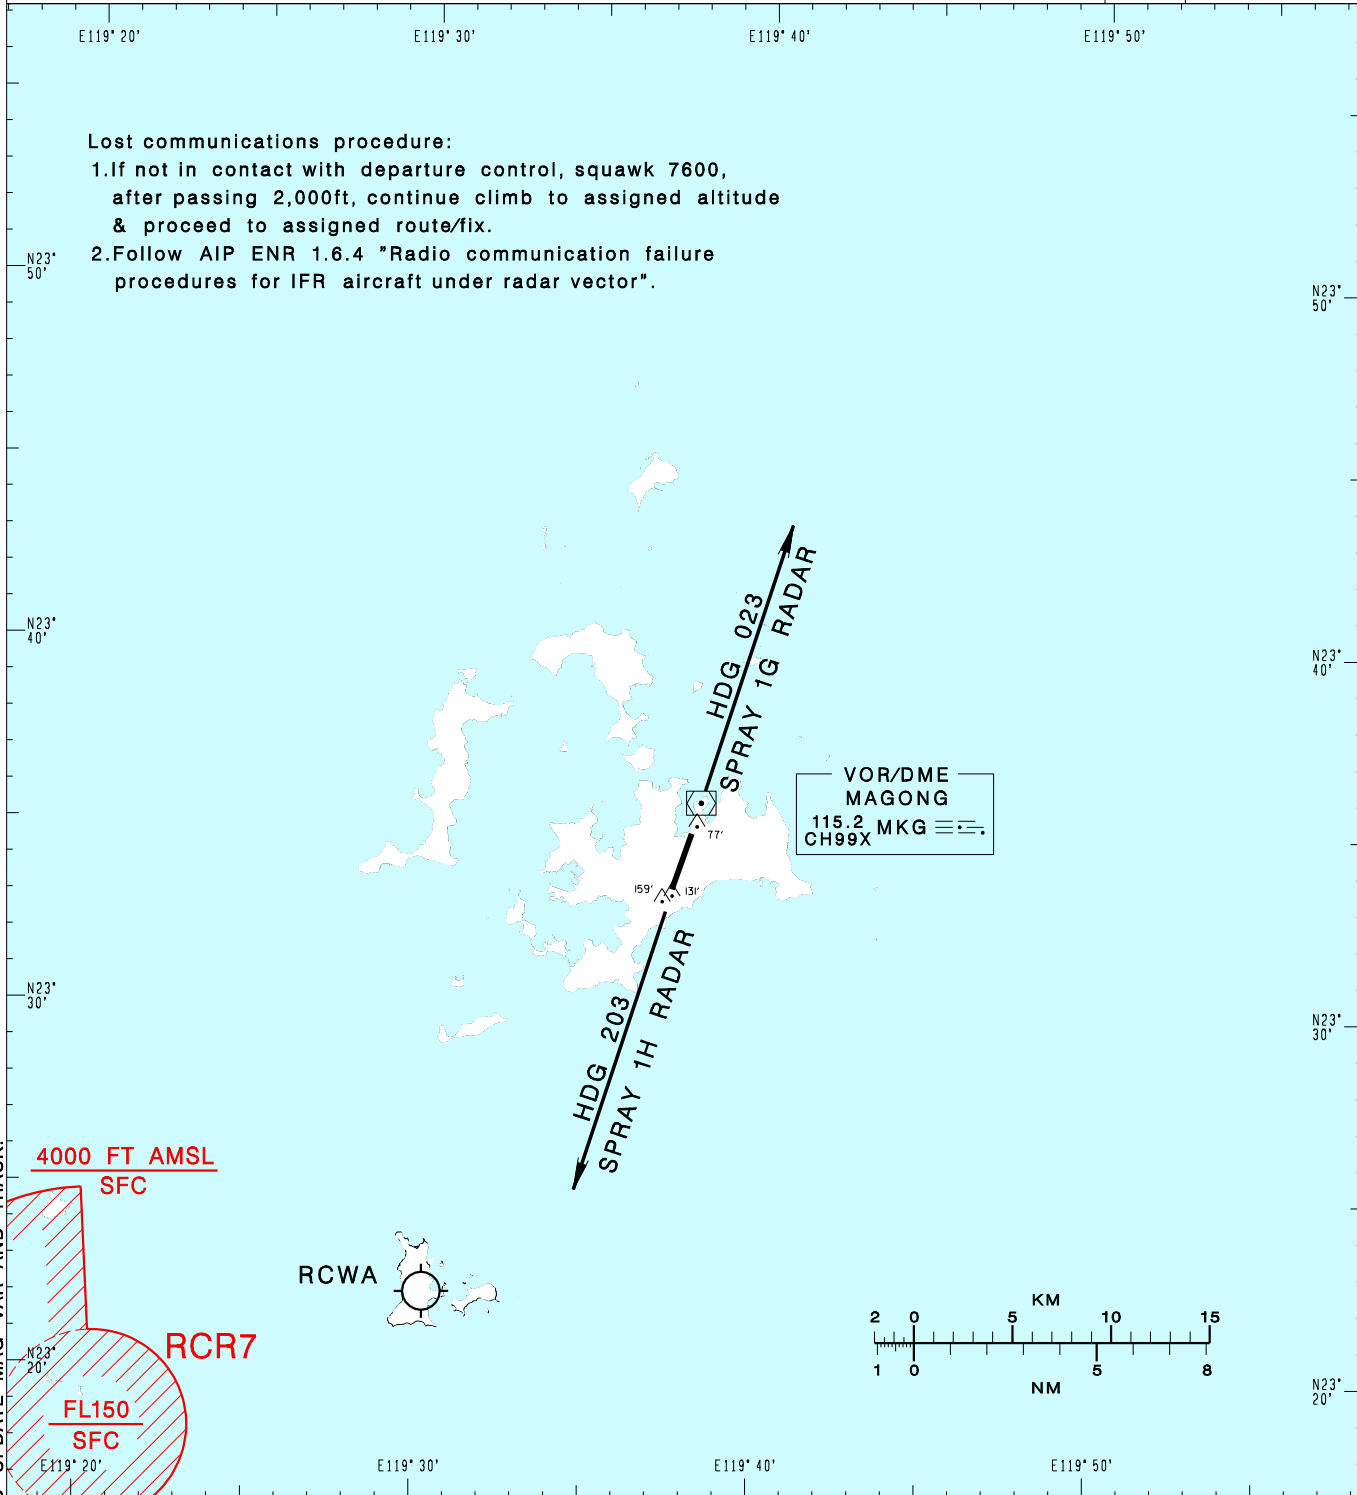 E119° 20' E119° 30' E119° 40' E119° 50'
Lost communications procedure:
1.If not in contact with departure control, squawk 7600,
after passing 2,000ft, continue climb to assigned altitude
& proceed to assigned route/fix.
2.Follow AIP ENR 1.6.4 "Radio communication failure
procedures for IFR aircraft under radar vector".
N23°
50'
N23°
50'
HDG 023
SPRAY 1G RADAR
N23°
40'
N23°
40'
VOR/DME
MAGONG
115.2
CH99X
MKG
77'
159'
131'
HDG 203
SPRAY 1H RADAR
N23°
30'
N23°
30'
4000 FT AMSL
SFC
RCWA
RCR7
N23°
20'
FL150
SFC
KM
2 0 5 10 15
1 0 5 8
NM
N23°
20'
E119° 20' E119° 30' E119° 40' E119° 50'